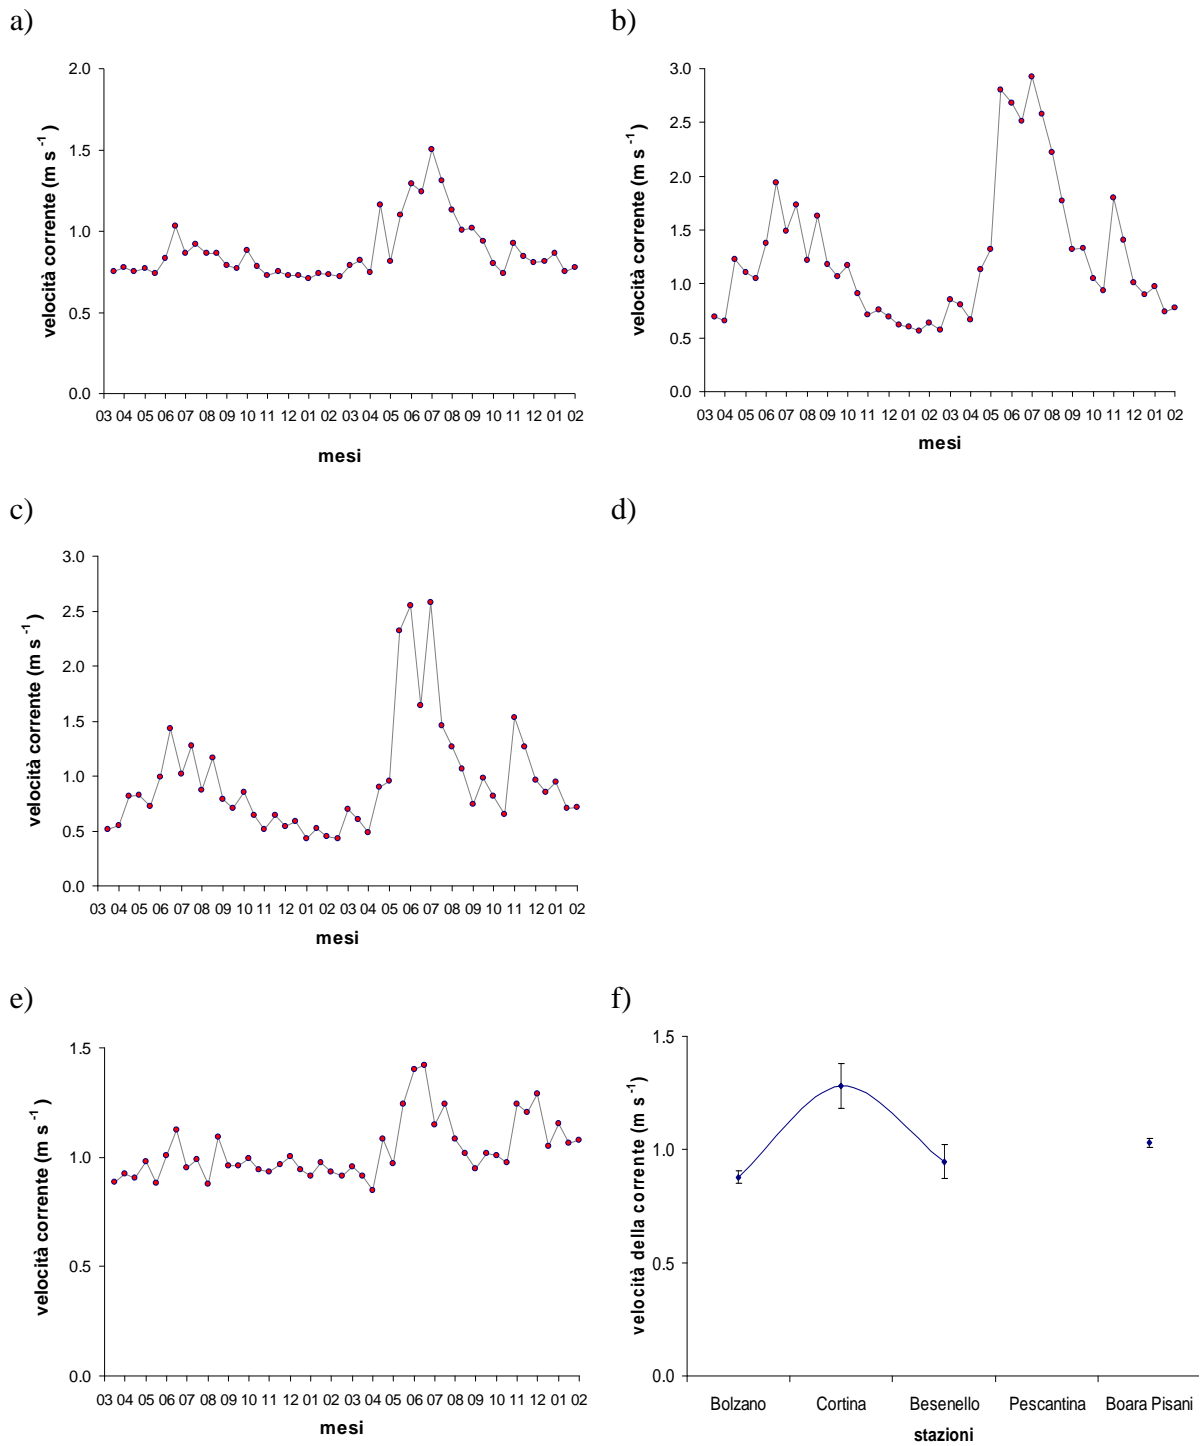 a)
b)
2.0
1.5
1.0
0.5
0.0
velocità corrente (m s -1 )
03 04 05 06 07 08 09 10 11 12 01 02 03 04 05 06 07 08 09 10 11 12 01 02
mesi
3.0
2.5
2.0
1.5
1.0
0.5
0.0
velocità corrente (m s -1 )
03 04 05 06 07 08 09 10 11 12 01 02 03 04 05 06 07 08 09 10 11 12 01 02
mesi
c)
d)
3.0
2.5
2.0
1.5
1.0
0.5
0.0
velocità corrente (m s -1 )
03 04 05 06 07 08 09 10 11 12 01 02 03 04 05 06 07 08 09 10 11 12 01 02
mesi
e)
f)
1.5
1.0
0.5
0.0
velocità corrente (m s -1 )
03 04 05 06 07 08 09 10 11 12 01 02 03 04 05 06 07 08 09 10 11 12 01 02
mesi
1.5
1.0
0.5
0.0
velocità della corrente (m s -1)
Bolzano Cortina Besenello Pescantina Boara Pisani
stazioni